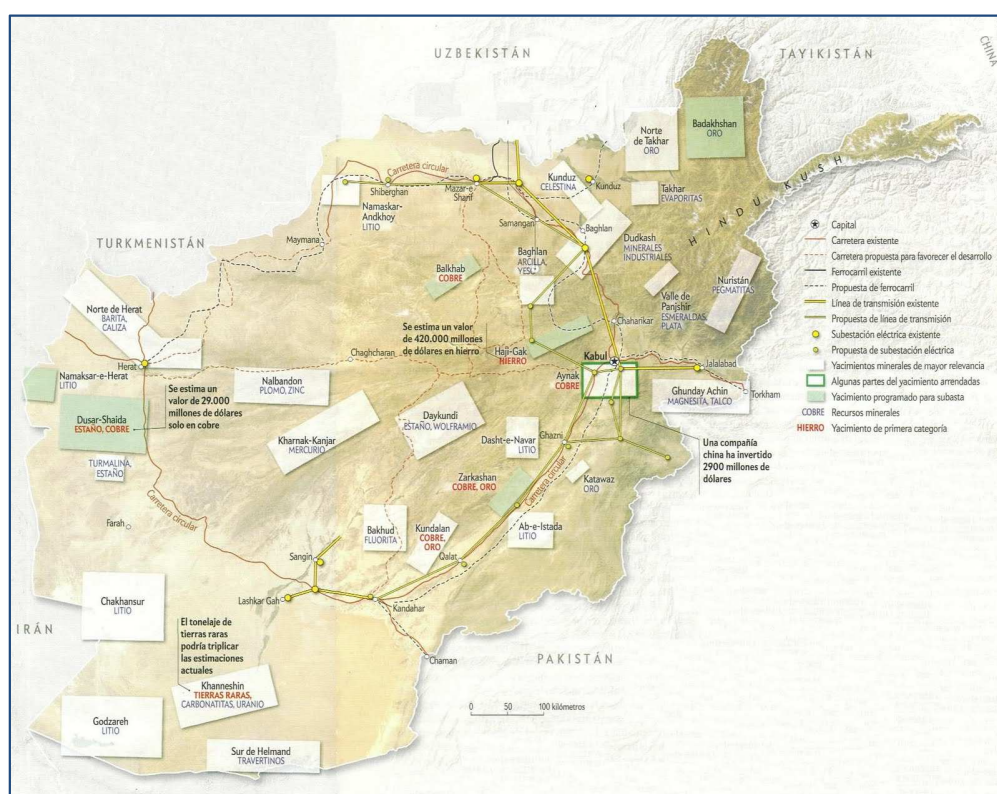 UZBEKISTÁN
TAYIKISTÁN
CHINA
TURKMENISTÁN
IRÁN
PAKISTÁN
HINDU KUSH
Badakhshan
ORO
Norte
de Takhar
ORO
Takhar
EVAPORITAS
Kunduz
CELESTINA
Kunduz
Carretera circular
Shiberghan
Mazar-e
Sharif
Namaskar-
Andkhoy
LITIO
Maymana
Samangan
Baghlan
Baghlan
ARCILLA,
YESO
Dudkash
MINERALES
INDUSTRIALES
Balkhab
COBRE
Valle de
Panjshir
ESMERALDAS,
PLATA
Nuristán
PEGMATITAS
Norte de Herat
BARITA,
CALIZA
Herat
Chaghcharan
Se estima un valor
de 420.000 millones
de dólares en hierro
Haji-Gak
HIERRO
Chaharikar
Kabul
Jalalabad
Torkham
Aynak
COBRE
Ghunday Achin
MAGNESITA, TALCO
Namaksar-e-Herat
LITIO
Se estima un
valor de 29.000
millones de dólares
solo en cobre
Dusar-Shaida
ESTAÑO, COBRE
TURMALINA,
ESTAÑO
Nalbandon
PLOMO, ZINC
Kharnak-Kanjar
MERCURIO
Daykundi
ESTAÑO, WOLFRAMIO
Dasht-e-Navar
LITIO
Ghazni
Una compañía
china ha invertido
2900 millones de
dólares
Zarkashan
COBRE, ORO
Katawaz
ORO
Carretera circular
Carretera circular
Farah
Bakhud
FLUORITA
Kundalan
COBRE,
ORO
Ab-e-Istada
LITIO
Sangin
Qalat
Lashkar Gah
Kandahar
Chaman
Chakhansur
LITIO
El tonelaje de
tierras raras
podría triplicar
las estimaciones
actuales
Khanneshin
TIERRAS RARAS,
CARBONATITAS, URANIO
Godzareh
LITIO
Sur de Helmand
TRAVERTINOS
0 50 100 kilómetros
Capital
Carretera existente
Carretera propuesta para favorecer el desarrollo
Ferrocarril existente
Propuesta de ferrocarril
Línea de transmisión existente
Propuesta de línea de transmisión
Subestación eléctrica existente
Propuesta de subestación eléctrica
Yacimientos minerales de mayor relevancia
Algunas partes del yacimiento arrendadas
Yacimiento programado para subasta
COBRE Recursos minerales
HIERRO Yacimiento de primera categoría